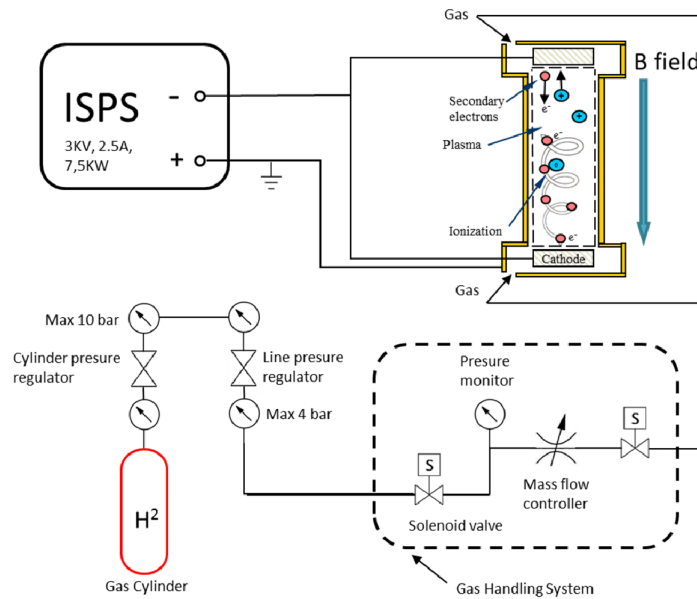 Gas
ISPS
-
3KV, 2.5A,
7,5KW
+
B field
Secondary
electrons
e⁻
+
+
Plasma
e⁻
Ionization
e⁻
Cathode
Gas
Max 10 bar
Cylinder presure
regulator
Line presure
regulator
Max 4 bar
Presure
monitor
S
S
Mass flow
controller
Solenoid valve
H²
Gas Cylinder
Gas Handling System